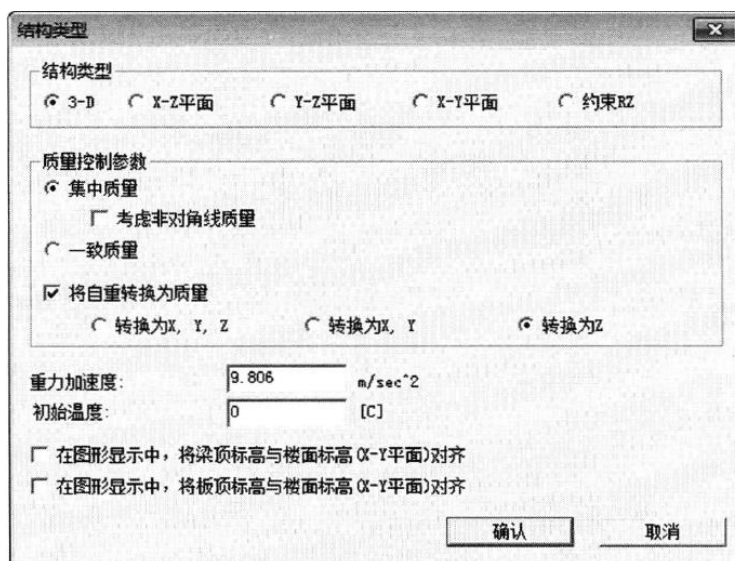 结构类型
结构类型
3-D X-Z平面 Y-Z平面 X-Y平面 约束RZ
质量控制参数
集中质量
考虑非对角线质量
一致质量
将自重转换为质量
转换为X, Y, Z 转换为X, Y 转换为Z
重力加速度: 9.806 m/sec^2
初始温度: 0 [C]
在图形显示中，将梁顶标高与楼面标高(X-Y平面)对齐
在图形显示中，将板顶标高与楼面标高(X-Y平面)对齐
确认 取消